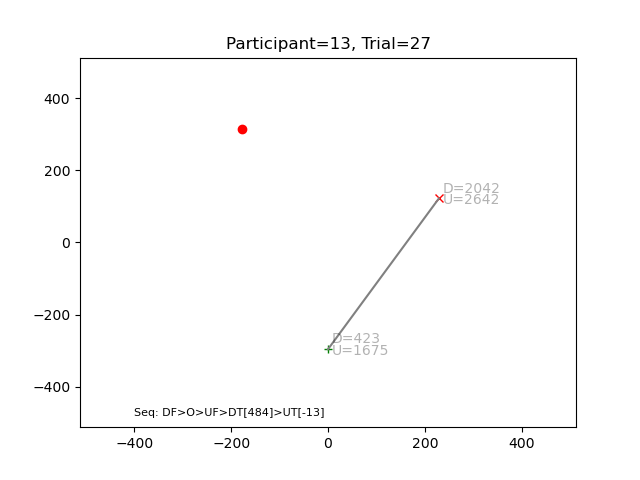 Participant=13, Trial=27
400
200
0
−200
−400
D=2042
U=2642
D=423
U=1675
Seq: DF>O>UF>DT[484]>UT[-13]
−400
−200
0
200
400